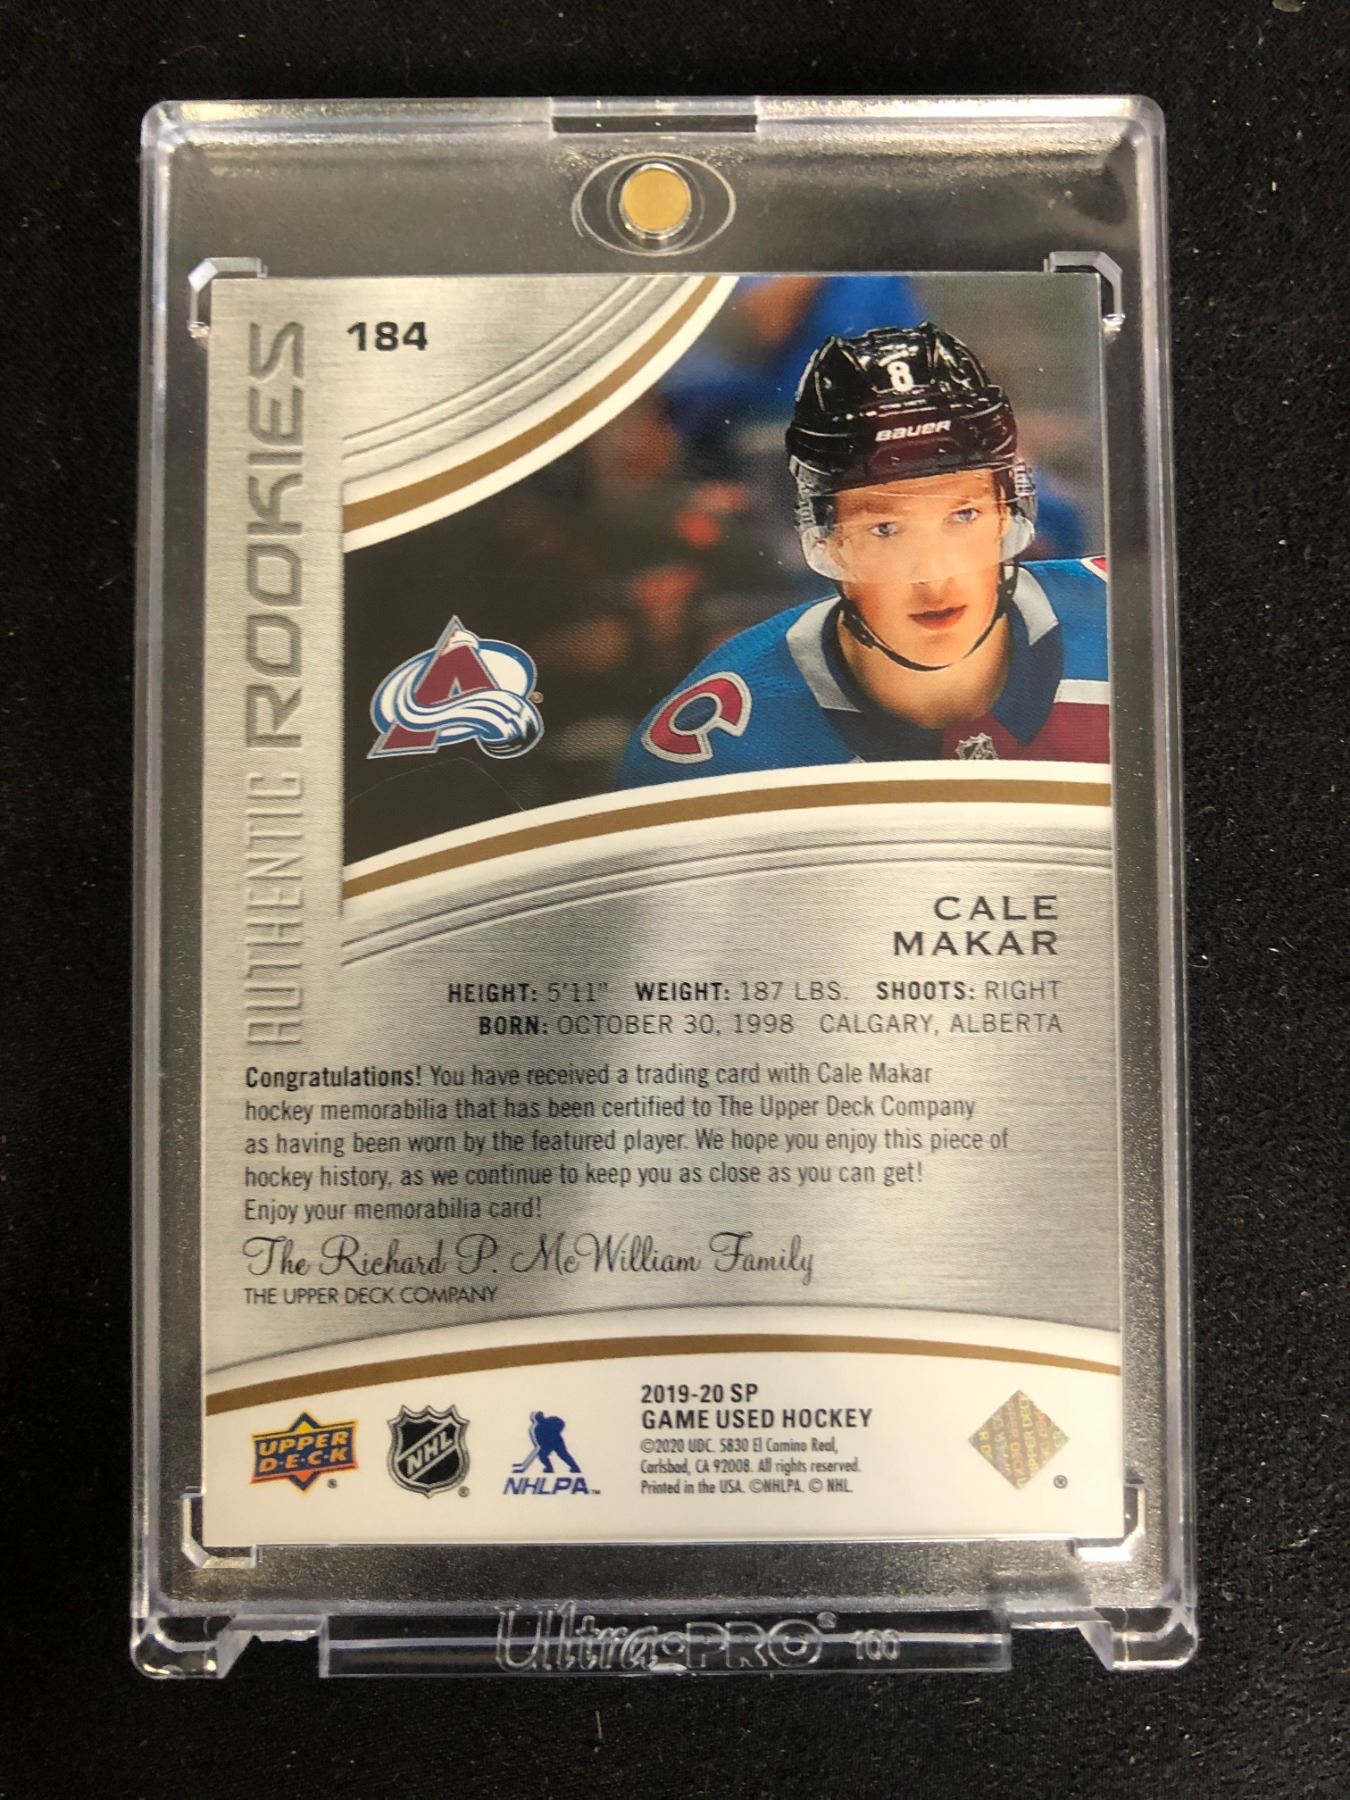 184
AUTHENTIC ROOKIES
8
BAUER
A
CALE
MAKAR
HEIGHT: 5'11" WEIGHT: 187 LBS. SHOOTS: RIGHT
BORN: OCTOBER 30, 1998 CALGARY, ALBERTA
Congratulations! You have received a trading card with Cale Makar
hockey memorabilia that has been certified to The Upper Deck Company
as having been worn by the featured player. We hope you enjoy this piece of
hockey history, as we continue to keep you as close as you can get!
Enjoy your memorabilia card!
The Richard P. McWilliam Family
THE UPPER DECK COMPANY
UPPER
D·E·C·K
®
NHL
®
NHLPA™
2019-20 SP
GAME USED HOCKEY
©2020 UDC. 5830 El Camino Real,
Carlsbad, CA 92008. All rights reserved.
Printed in the USA. ©NHLPA. © NHL.
UPPER DECK
®
Ultra·PRO® 100